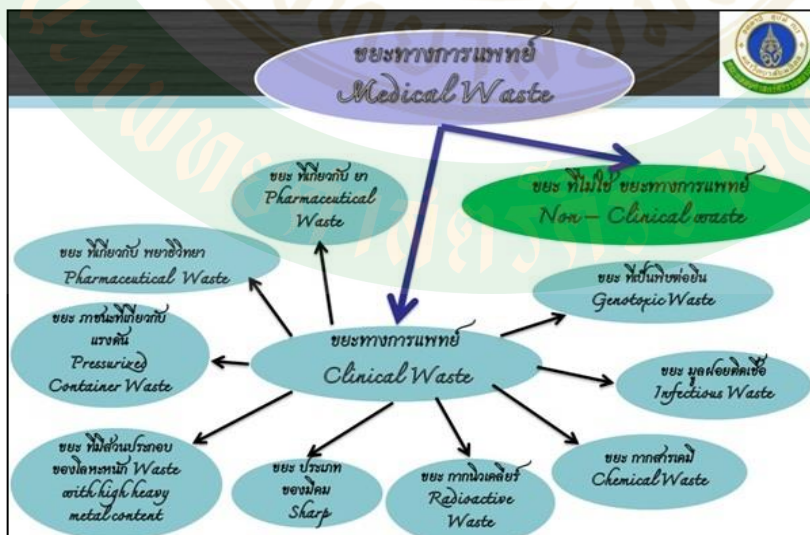 ขยะทางการแพทย์
Medical Waste
ขยะ ที่เกี่ยวกับ ยา
Pharmaceutical
Waste
ขยะ ที่ไม่ใช่ ขยะทางการแพทย์
Non – Clinical waste
ขยะ ที่เกี่ยวกับ พยาธิวิทยา
Pharmaceutical Waste
ขยะ ที่เป็นพิษต่อยีน
Genotoxic Waste
ขยะ ภาชนะที่เกี่ยวกับ
แรงดัน
Pressurized
Container Waste
ขยะทางการแพทย์
Clinical Waste
ขยะ มูลฝอยติดเชื้อ
Infectious Waste
ขยะ ที่มีส่วนประกอบ
ของโลหะหนัก Waste
with high heavy
metal content
ขยะ ประเภท
ของมีคม
Sharp
ขยะ กากนิวเคลียร์
Radioactive
Waste
ขยะ กากสารเคมี
Chemical Waste